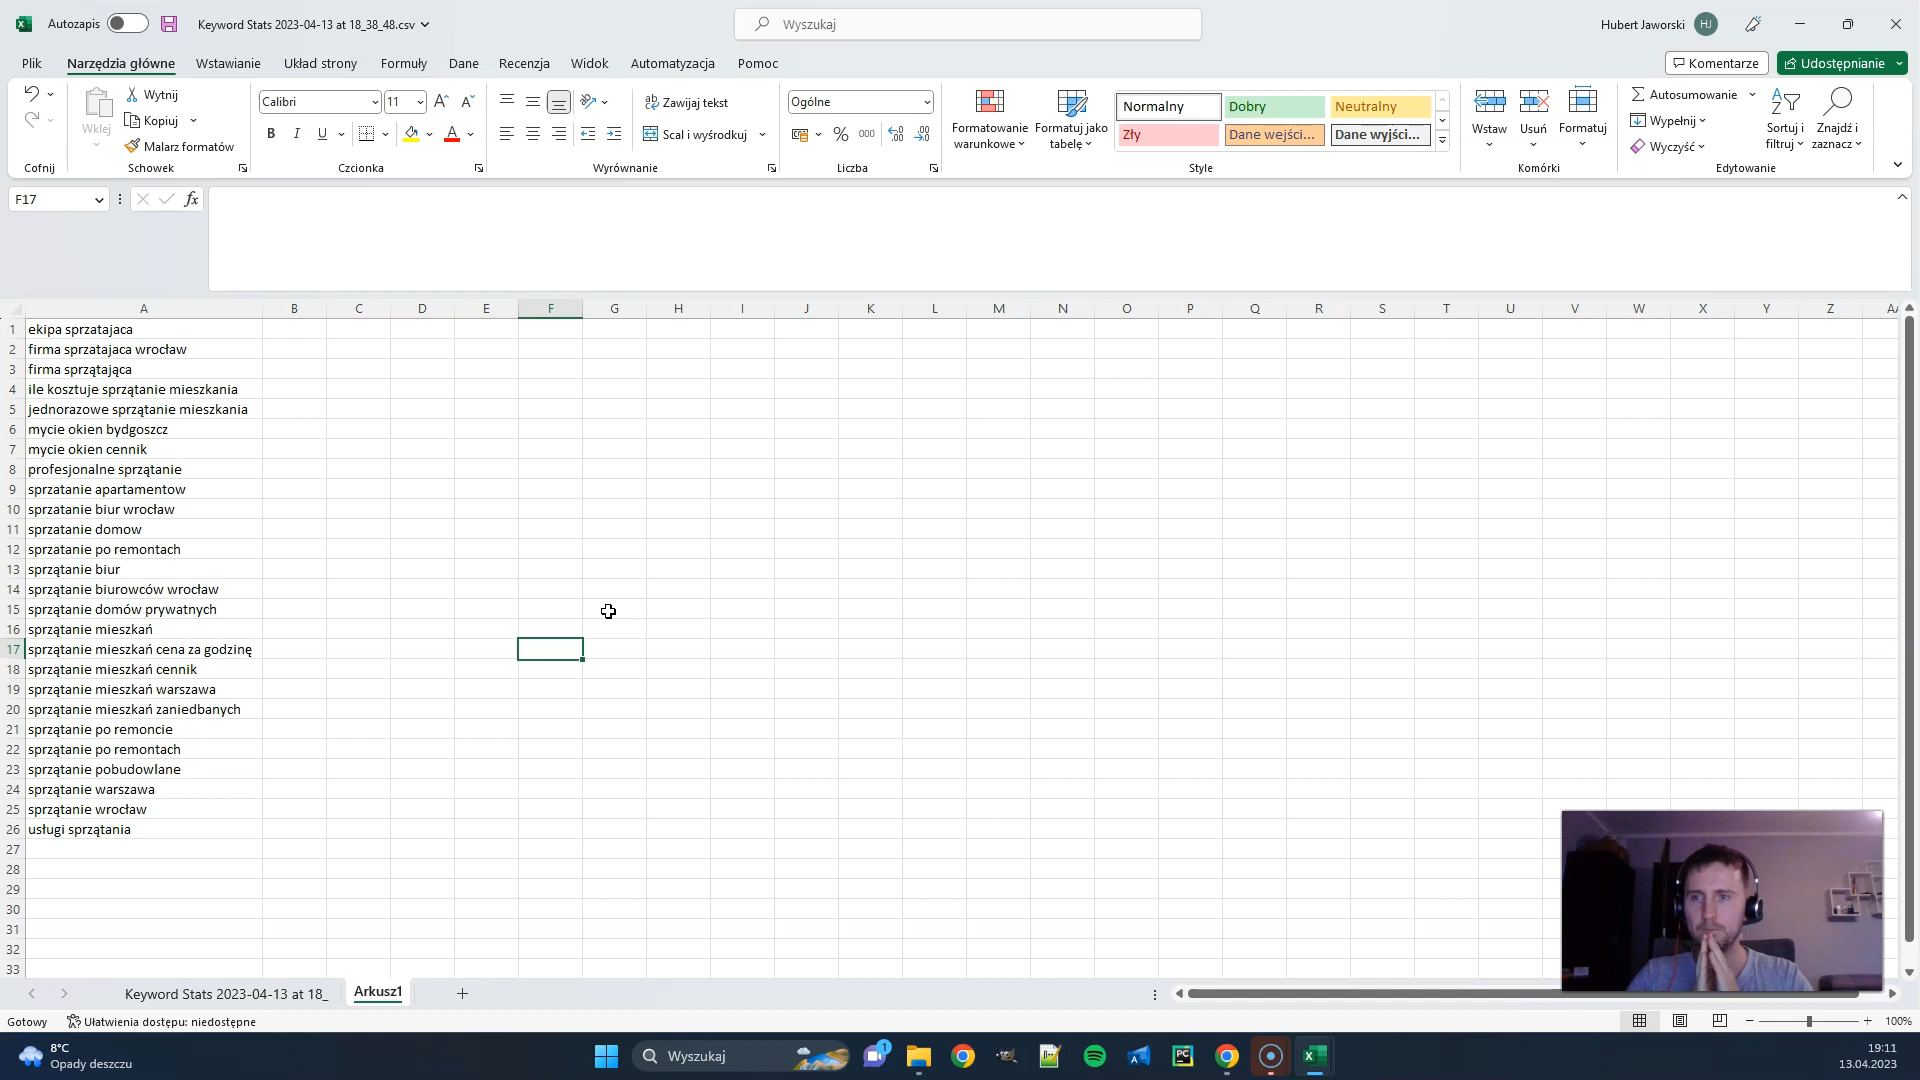 Autozapis
Keyword Stats 2023-04-13 at 18_38_48.csv
Wyszukaj
Hubert Jaworski HJ
Plik Narzędzia główne Wstawianie Układ strony Formuły Dane Recenzja Widok Automatyzacja Pomoc
Komentarze Udostępnianie
Wklej
Wytnij
Kopiuj
Malarz formatów
Calibri 11
B I U
Zawijaj tekst
Scal i wyśrodkuj
Ogólne
% 000
Formatowanie warunkowe
Formatuj jako tabelę
Normalny Dobry Neutralny
Zły Dane wejści... Dane wyjści...
Wstaw Usuń Formatuj
Autosumowanie
Wypełnij
Wyczyść
Sortuj i filtruj
Znajdź i zaznacz
Cofnij Schowek Czcionka Wyrównanie Liczba Style Komórki Edytowanie
F17 fx
A B C D E F G H I J K L M N O P Q R S T U V W X Y Z AA
1 ekipa sprzatajaca
2 firma sprzatajaca wrocław
3 firma sprzątająca
4 ile kosztuje sprzątanie mieszkania
5 jednorazowe sprzątanie mieszkania
6 mycie okien bydgoszcz
7 mycie okien cennik
8 profesjonalne sprzątanie
9 sprzatanie apartamentow
10 sprzatanie biur wrocław
11 sprzatanie domow
12 sprzatanie po remontach
13 sprzątanie biur
14 sprzątanie biurowców wrocław
15 sprzątanie domów prywatnych
16 sprzątanie mieszkań
17 sprzątanie mieszkań cena za godzinę
18 sprzątanie mieszkań cennik
19 sprzątanie mieszkań warszawa
20 sprzątanie mieszkań zaniedbanych
21 sprzątanie po remoncie
22 sprzątanie po remontach
23 sprzątanie pobudowlane
24 sprzątanie warszawa
25 sprzątanie wrocław
26 usługi sprzątania
27
28
29
30
31
32
33
Keyword Stats 2023-04-13 at 18_ Arkusz1
Gotowy Ułatwienia dostępu: niedostępne
100%
8°C
Opady deszczu
Wyszukaj
1
PC
19:11
13.04.2023